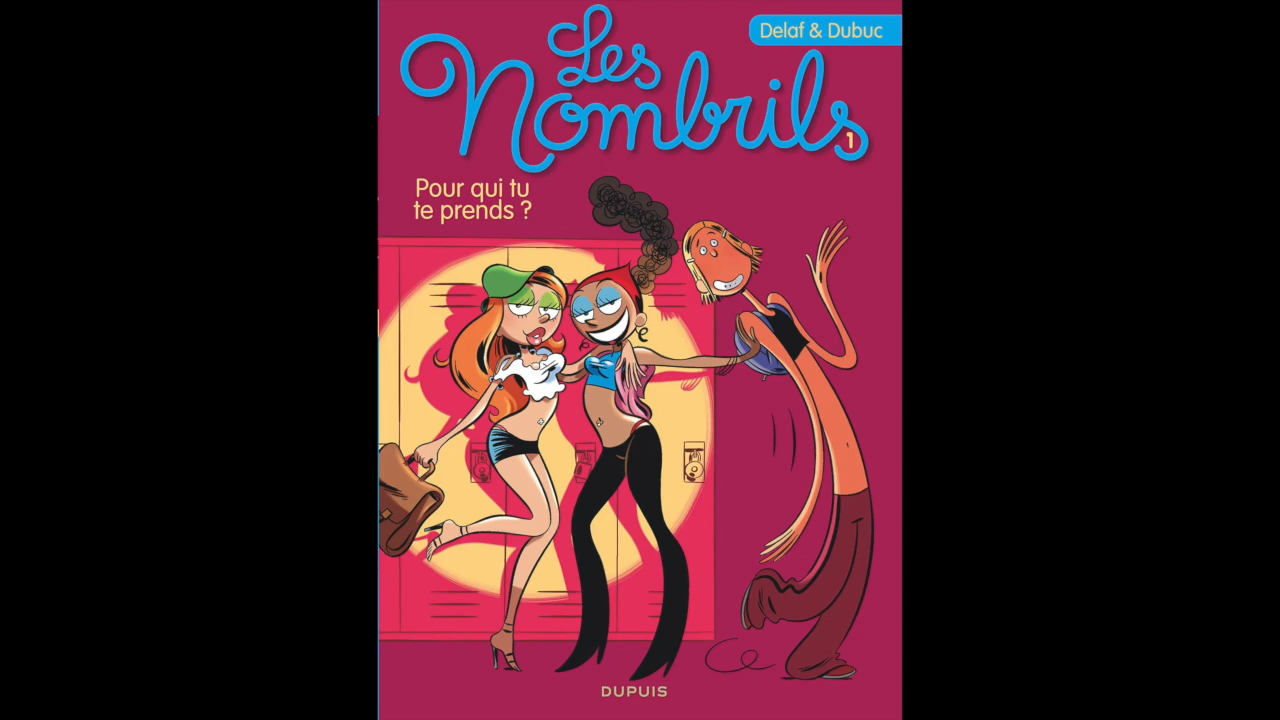 Delaf & Dubuc
Les
Nombrils
1
Pour qui tu
te prends ?
DUPUIS